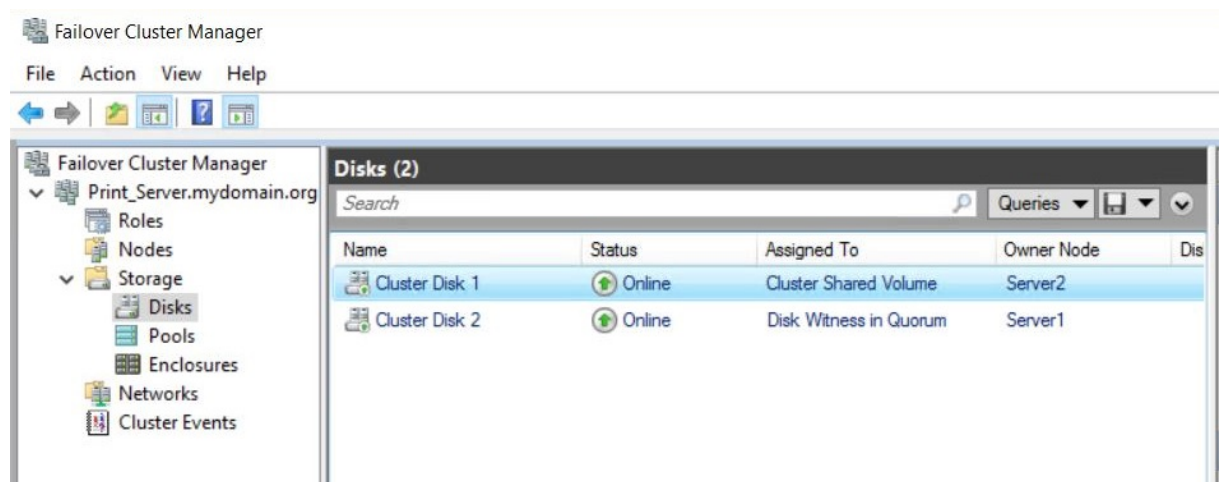 Failover Cluster Manager
File Action View Help
Failover Cluster Manager
Print_Server.mydomain.org
Roles
Nodes
Storage
Disks
Pools
Enclosures
Networks
Cluster Events
Disks (2)
Search
Queries
Name Status Assigned To Owner Node Dis
Cluster Disk 1 Online Cluster Shared Volume Server2
Cluster Disk 2 Online Disk Witness in Quorum Server1